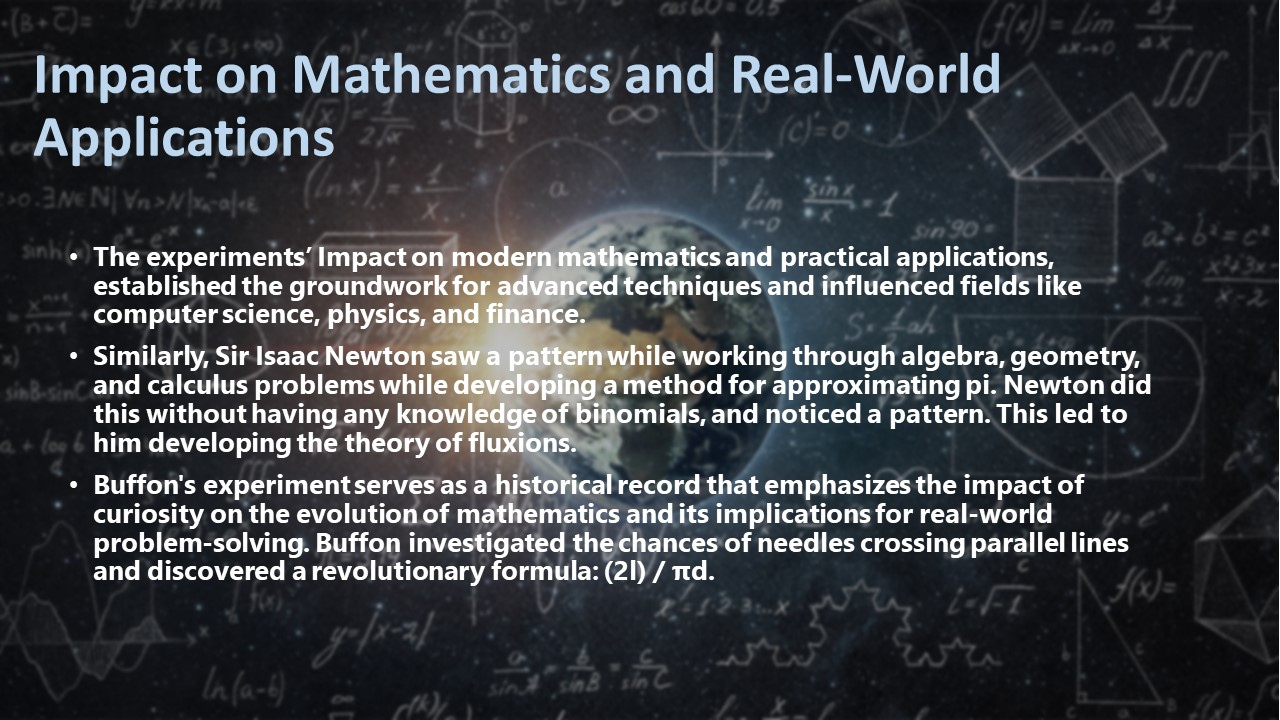 Impact on Mathematics and Real-World
Applications
• The experiments’ Impact on modern mathematics and practical applications,
established the groundwork for advanced techniques and influenced fields like
computer science, physics, and finance.
• Similarly, Sir Isaac Newton saw a pattern while working through algebra, geometry,
and calculus problems while developing a method for approximating pi. Newton did
this without having any knowledge of binomials, and noticed a pattern. This led to
him developing the theory of fluxions.
• Buffon's experiment serves as a historical record that emphasizes the impact of
curiosity on the evolution of mathematics and its implications for real-world
problem-solving. Buffon investigated the chances of needles crossing parallel lines
and discovered a revolutionary formula: (2l) / πd.